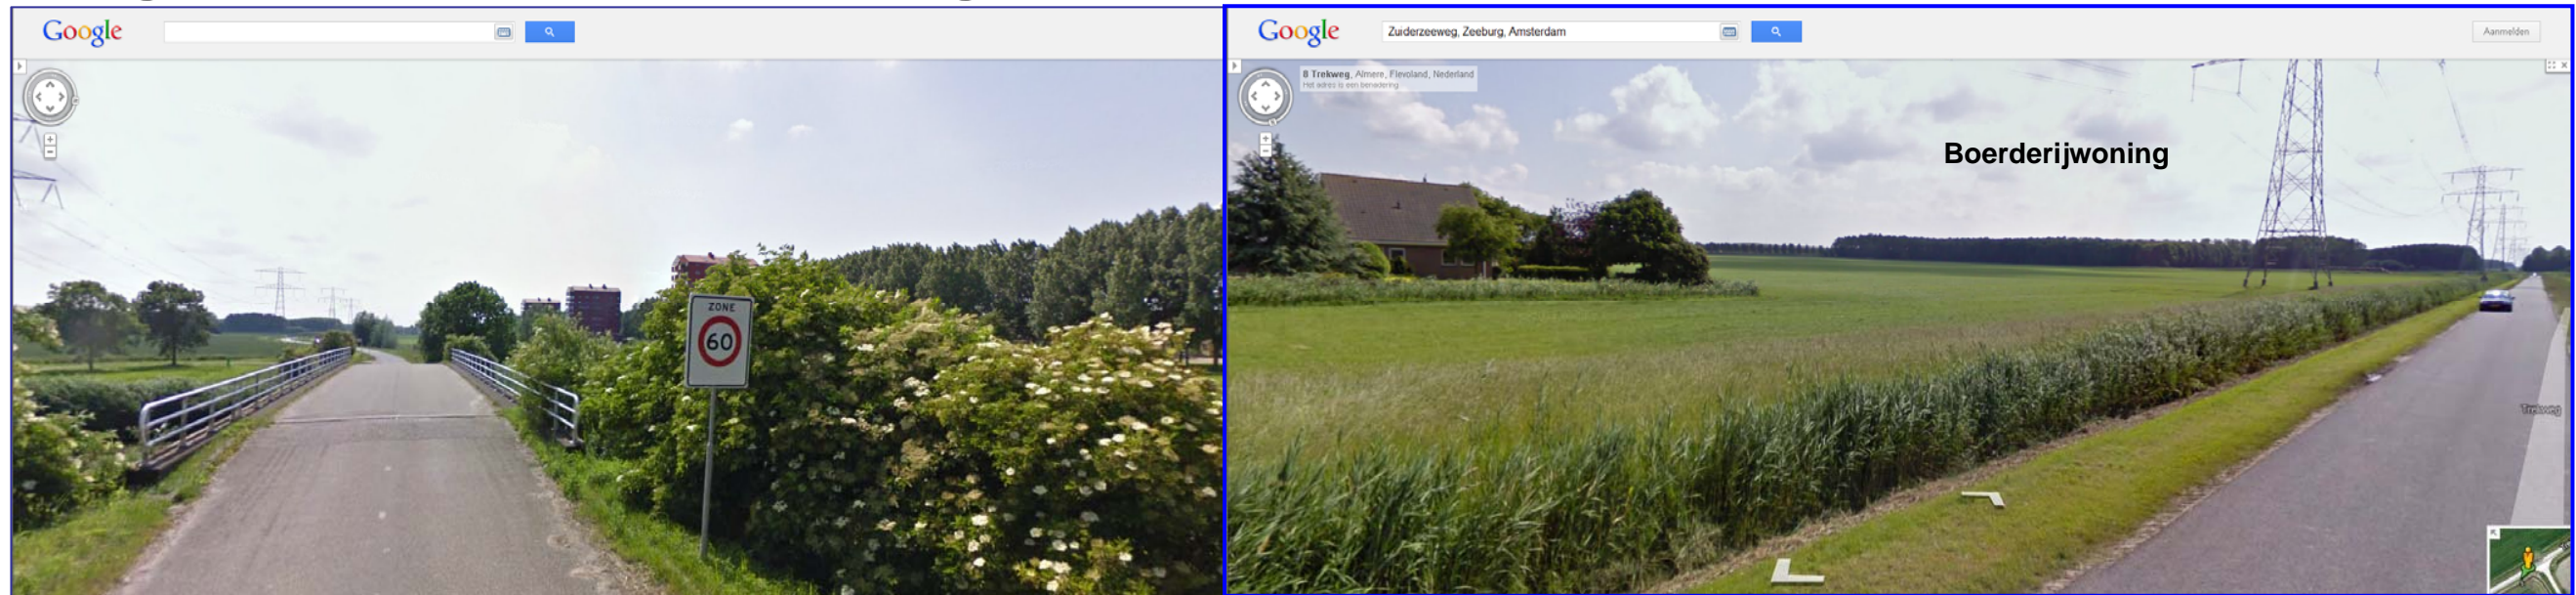 Google
ZONE
60
Google
Zuiderzeeweg, Zeeburg, Amsterdam
Aanmelden
8 Trekweg, Almere, Flevoland, Nederland
Het adres is een benadering
Boerderijwoning
Trekweg